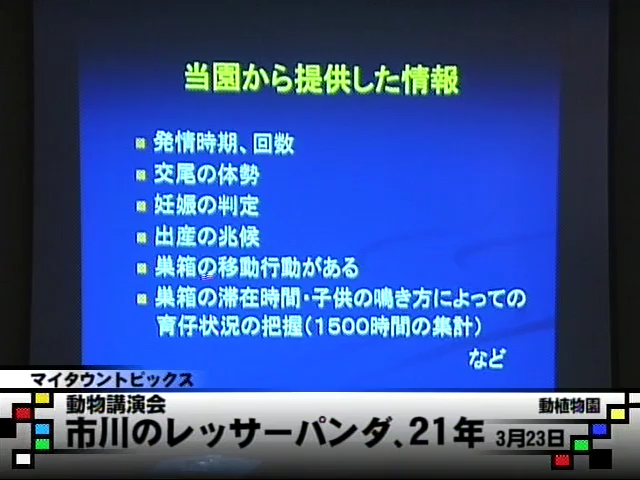 当園から提供した情報
発情時期、回数
交尾の体勢
妊娠の判定
出産の兆候
巣箱の移動行動がある
巣箱の滞在時間・子供の鳴き方によっての
育仔状況の把握(1500時間の集計)
など
マイタウントピックス
動物講演会
動植物園
市川のレッサーパンダ、21年
3月23日